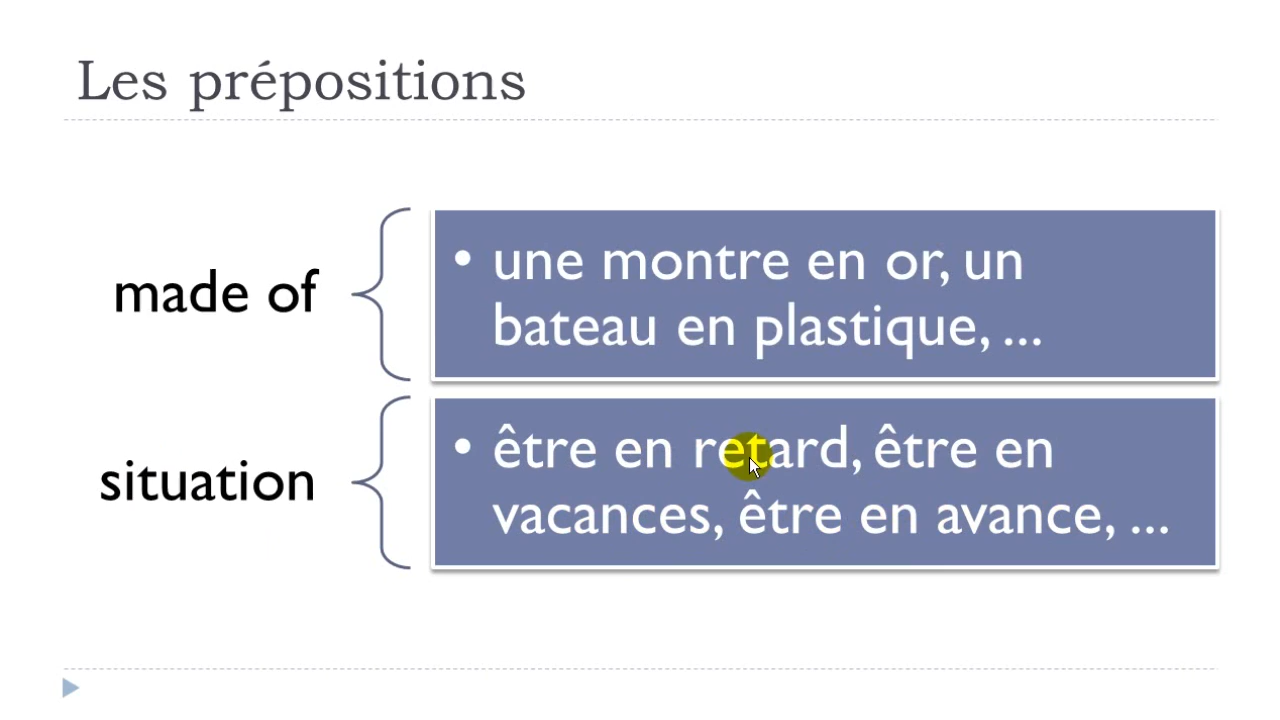 Les prépositions
made of
• une montre en or, un
bateau en plastique, ...
situation
• être en retard, être en
vacances, être en avance, ...